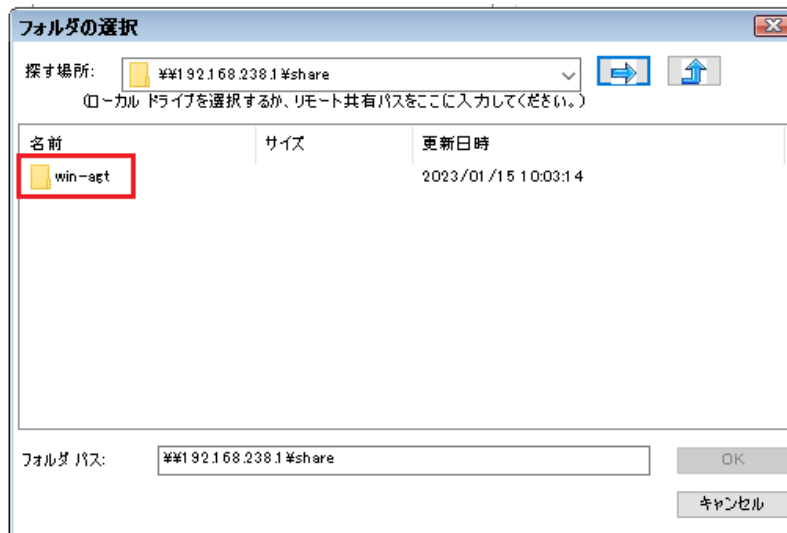 フォルダの選択
探す場所: ¥¥192.168.238.1¥share
(ローカル ドライブを選択するか、リモート共有パスをここに入力してください。)
名前 サイズ 更新日時
win-agt 2023/01/15 10:03:14
フォルダ パス: ¥¥192.168.238.1¥share OK
キャンセル